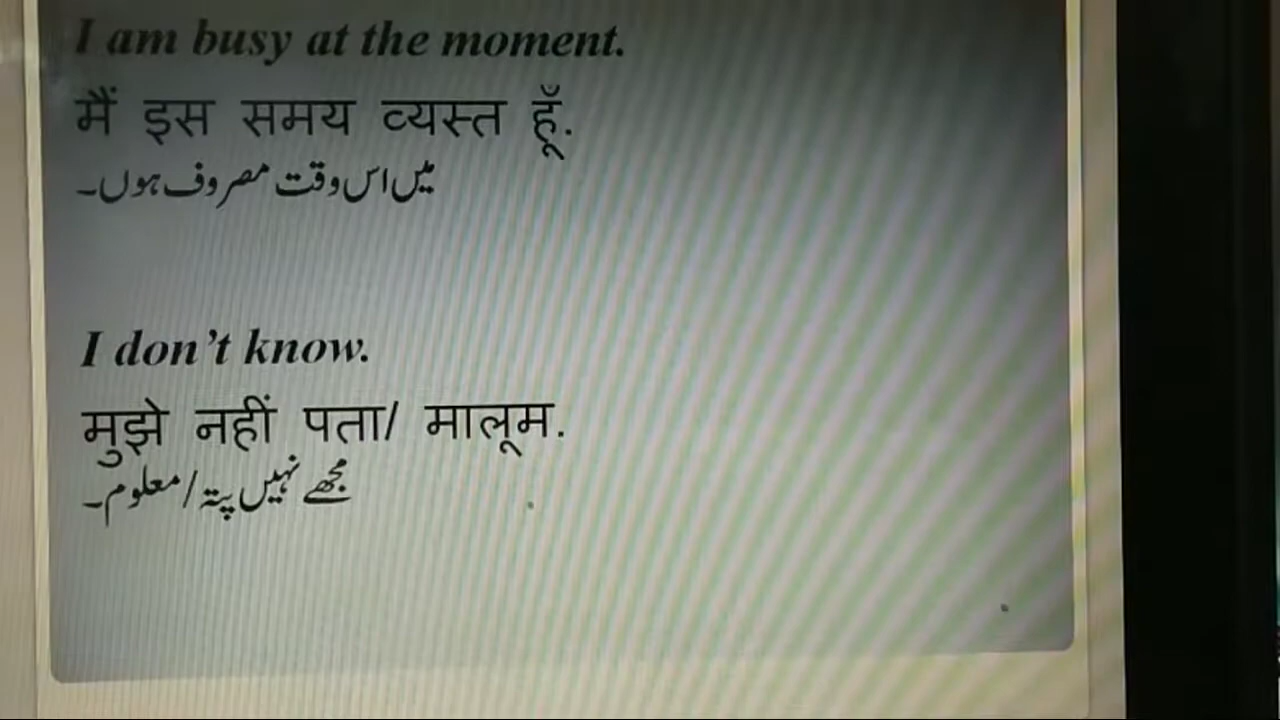 I am busy at the moment.
मैं इस समय व्यस्त हूँ.
میں اس وقت مصروف ہوں۔
I don’t know.
मुझे नहीं पता/ मालूम.
مجھے نہیں پتہ/معلوم۔